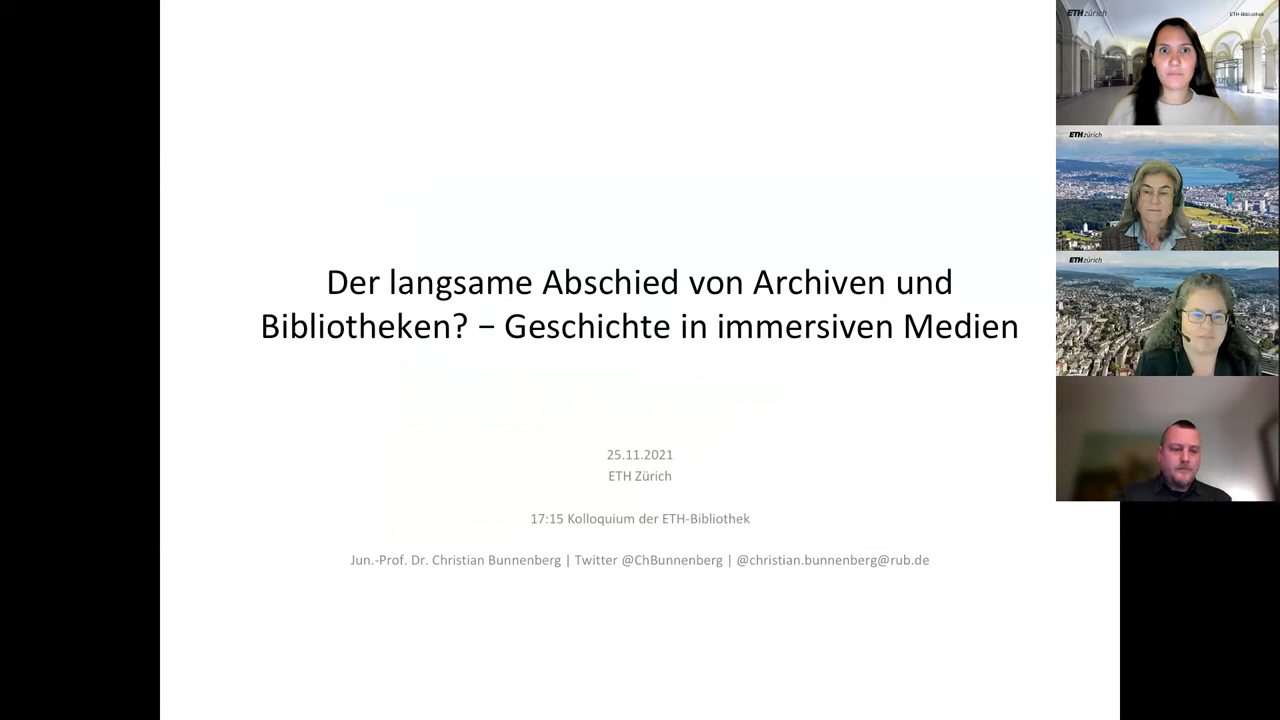 Der langsame Abschied von Archiven und
Bibliotheken? – Geschichte in immersiven Medien
25.11.2021
ETH Zürich
17:15 Kolloquium der ETH-Bibliothek
Jun.-Prof. Dr. Christian Bunnenberg | Twitter @ChBunnenberg | @christian.bunnenberg@rub.de
ETH zürich
ETH-Bibliothek
ETH zürich
ETH zürich